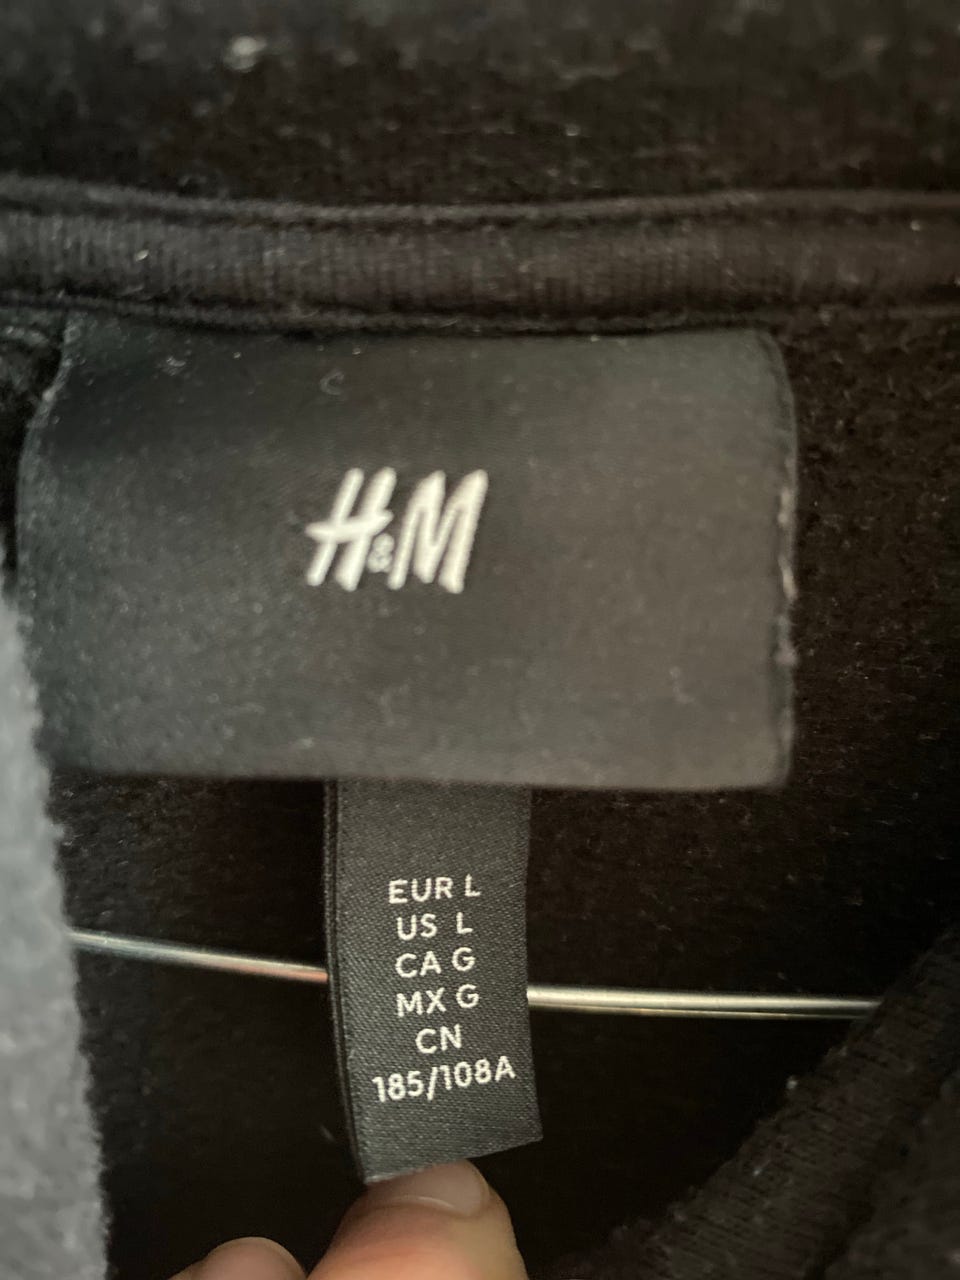 H&M
EUR L
US L
CA G
MX G
CN
185/108A